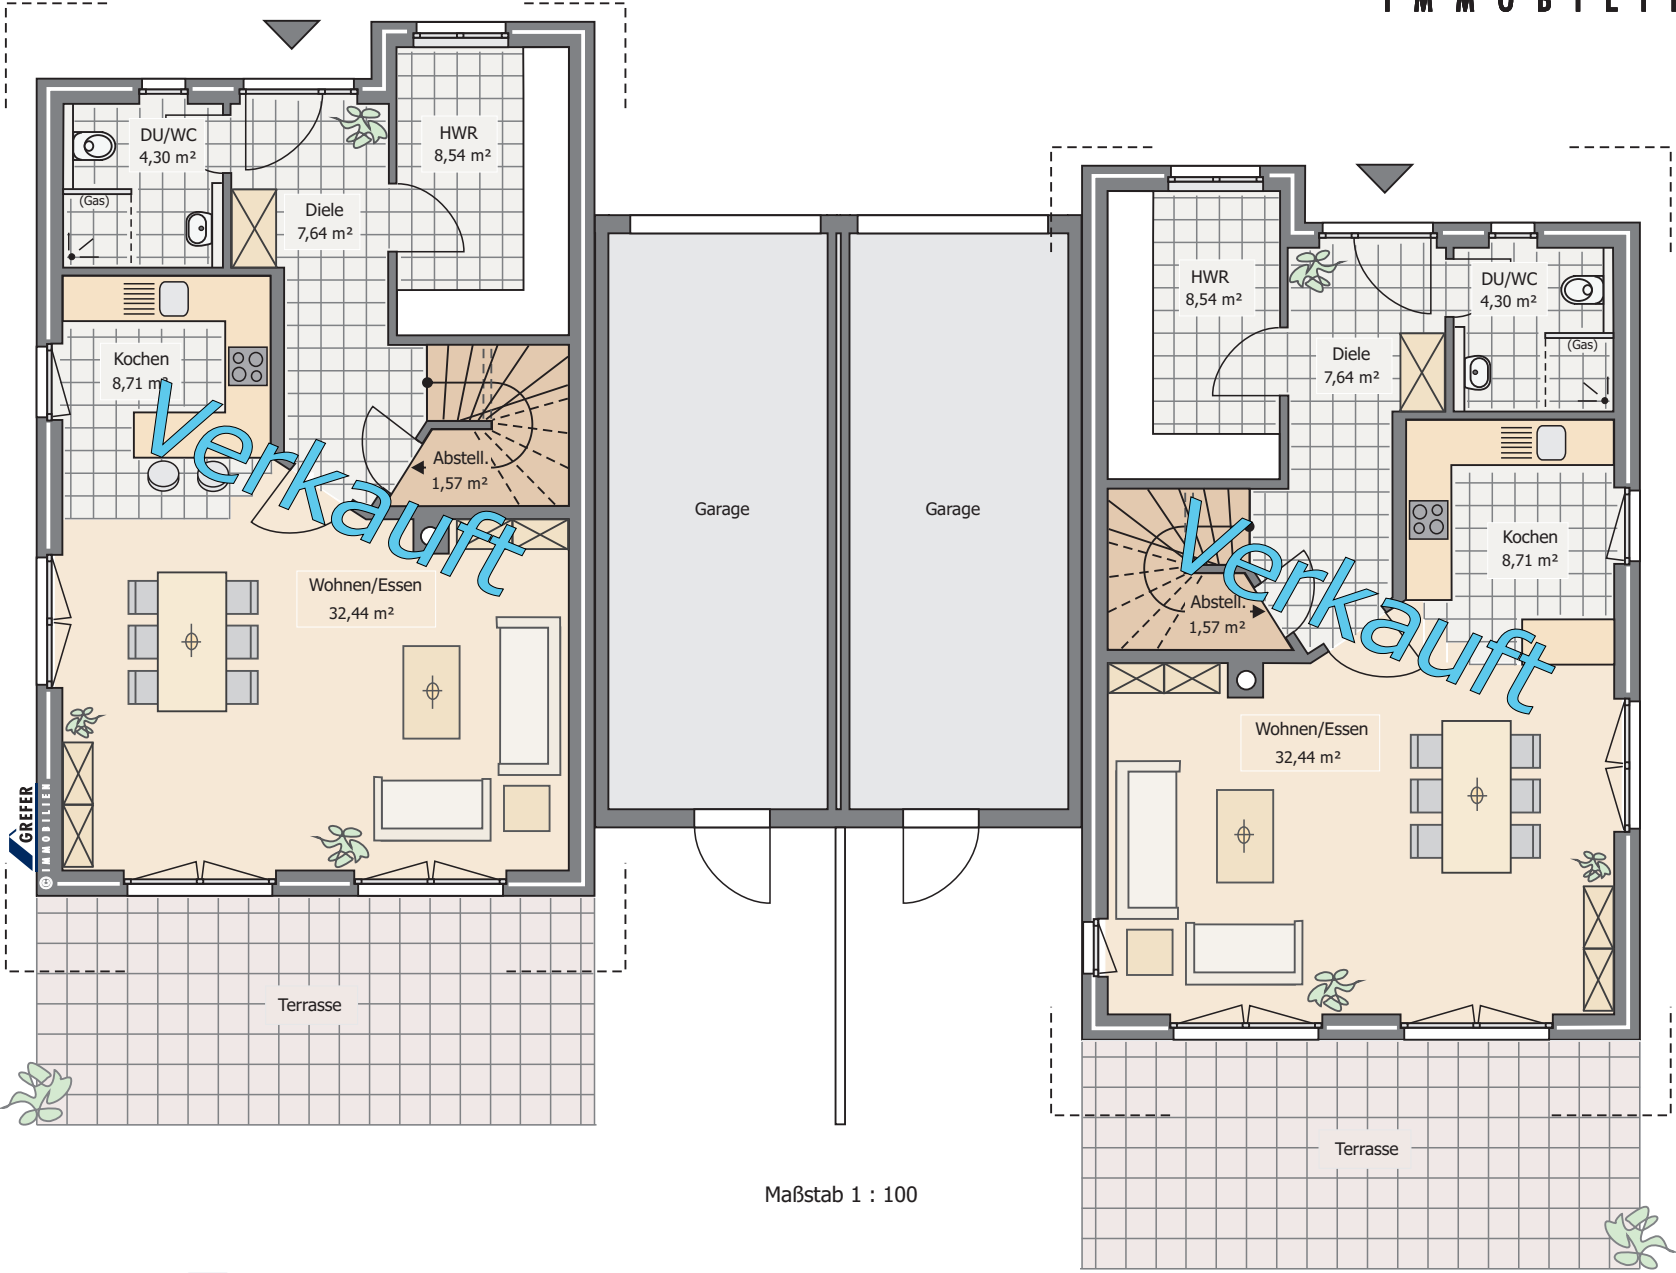 DU/WC
4,30 m²
(Gas)
HWR
8,54 m²
Diele
7,64 m²
Kochen
8,71 m²
Abstell.
1,57 m²
Wohnen/Essen
32,44 m²
Verkauft
Terrasse
GREFER
© IMMOBILIEN
Garage
Garage
HWR
8,54 m²
DU/WC
4,30 m²
(Gas)
Diele
7,64 m²
Kochen
8,71 m²
Abstell.
1,57 m²
Wohnen/Essen
32,44 m²
Verkauft
Terrasse
Maßstab 1 : 100